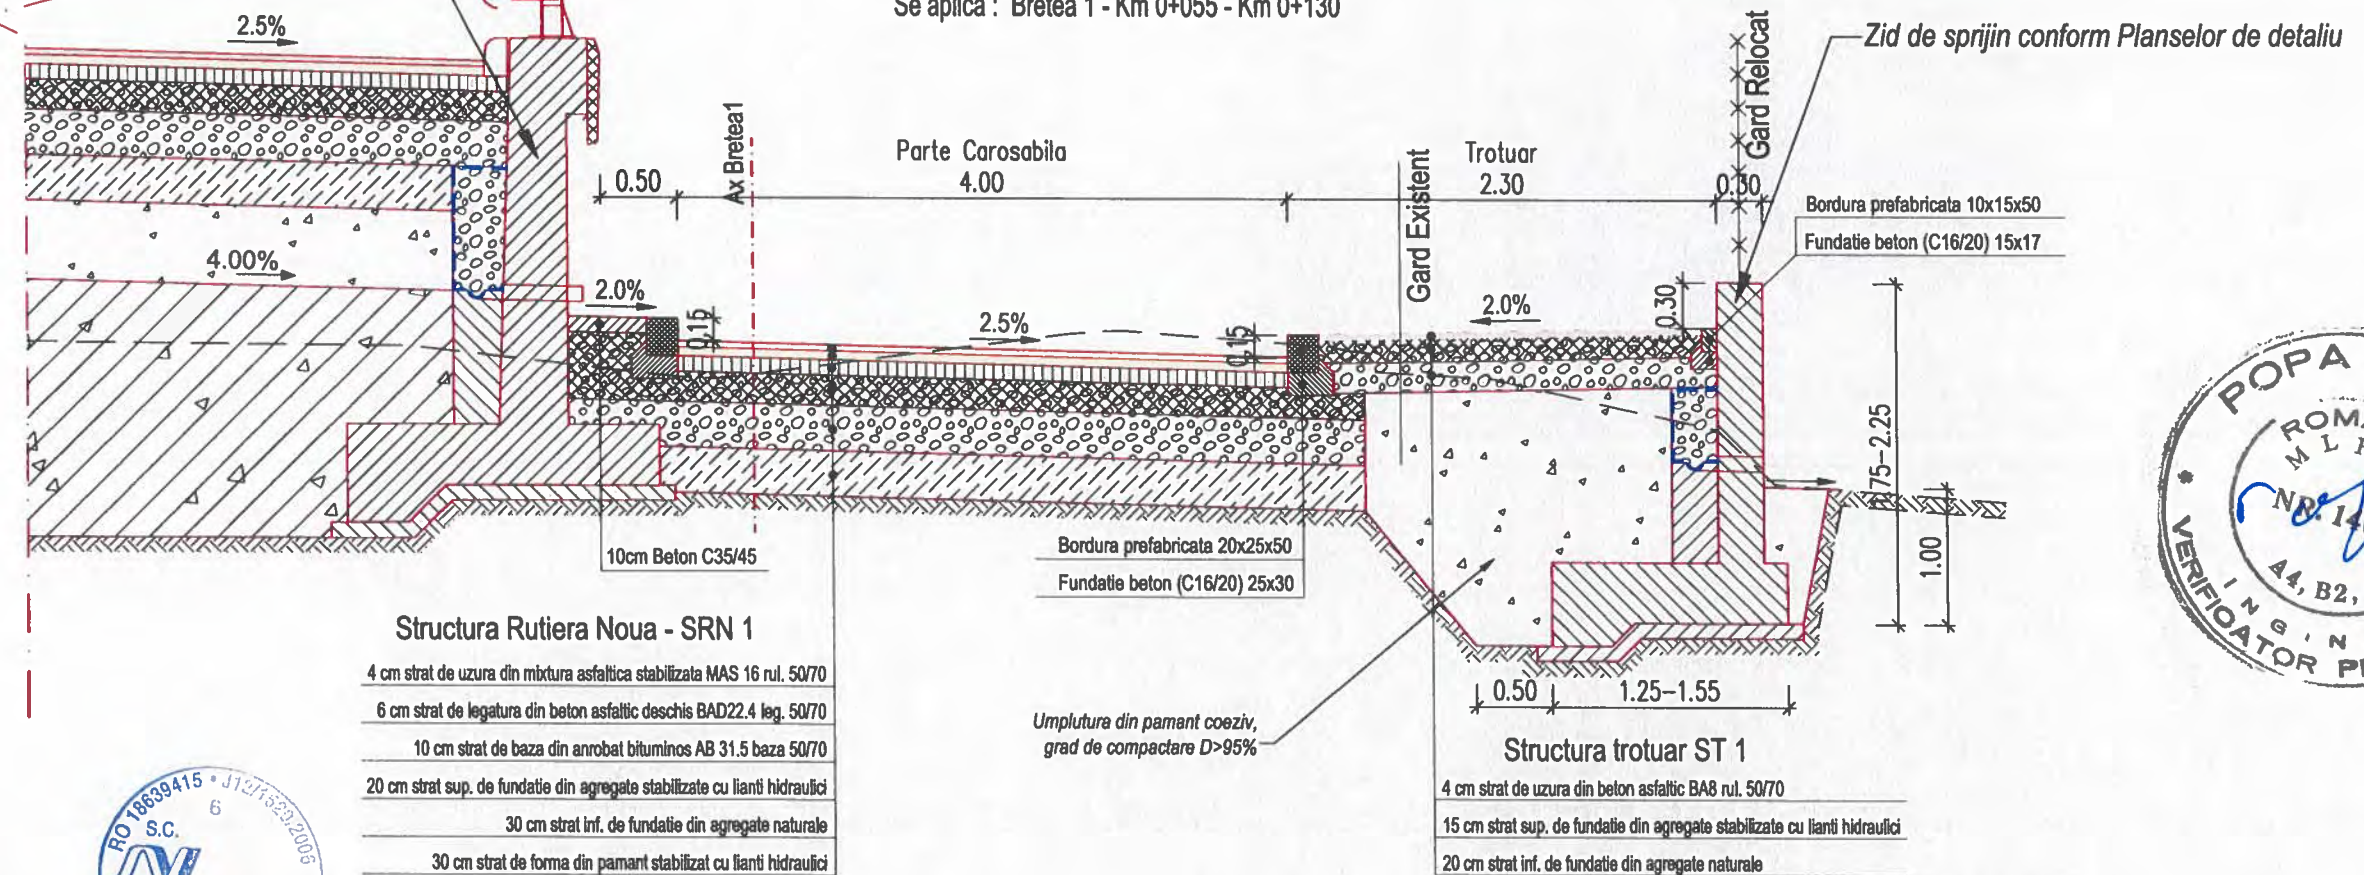 Se aplica : Bretea 1 - Km 0+055 - Km 0+130
Zid de sprijin conform Planselor de detaliu
2.5%
Gard Relocat
Ax Bretea1
Parte Carosabila
4.00
Gard Existent
Trotuar
2.30
0.50
0.30
Bordura prefabricata 10x15x50
Fundatie beton (C16/20) 15x17
4.00%
2.0%
0.15
2.5%
0.15
2.0%
0.30
75-2.25
1.00
10cm Beton C35/45
Bordura prefabricata 20x25x50
Fundatie beton (C16/20) 25x30
0.50
1.25-1.55
Umplutura din pamant coeziv,
grad de compactare D>95%
Structura Rutiera Noua - SRN 1
4 cm strat de uzura din mixtura asfaltica stabilizata MAS 16 rul. 50/70
6 cm strat de legatura din beton asfaltic deschis BAD22.4 leg. 50/70
10 cm strat de baza din anrobat bituminos AB 31.5 baza 50/70
20 cm strat sup. de fundatie din agregate stabilizate cu lianti hidraulici
30 cm strat inf. de fundatie din agregate naturale
30 cm strat de forma din pamant stabilizat cu lianti hidraulici
Structura trotuar ST 1
4 cm strat de uzura din beton asfaltic BA8 rul. 50/70
15 cm strat sup. de fundatie din agregate stabilizate cu lianti hidraulici
20 cm strat inf. de fundatie din agregate naturale
POPA
VERIFICATOR
A4, B2,
RO 18639415
6
S.C.